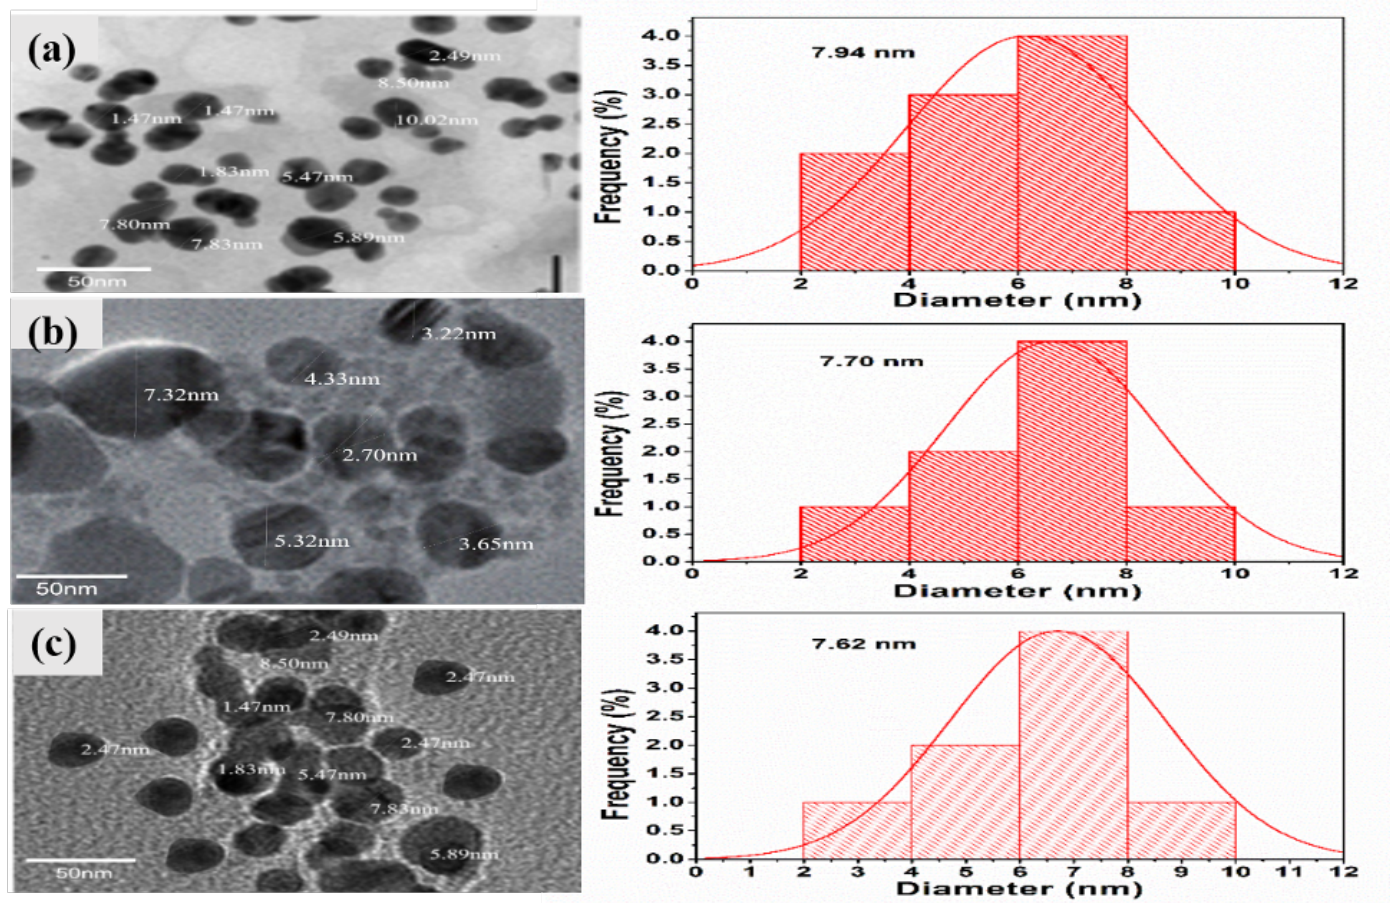 (a)
2.49nm
8.50nm
1.47nm
1.47nm
10.02nm
1.83nm
5.47nm
7.80nm
7.83nm
5.89nm
50nm
7.94 nm
Frequency (%)
4.0
3.5
3.0
2.5
2.0
1.5
1.0
0.5
0.0
0 2 4 6 8 10 12
Diameter (nm)
(b)
3.22nm
4.33nm
7.32nm
2.70nm
5.32nm
3.65nm
50nm
7.70 nm
Frequency (%)
4.0
3.5
3.0
2.5
2.0
1.5
1.0
0.5
0.0
0 2 4 6 8 10 12
Diameter (nm)
(c)
2.49nm
8.50nm
2.47nm
1.47nm
7.80nm
2.47nm
2.47nm
1.83nm
5.47nm
7.83nm
5.89nm
50nm
7.62 nm
Frequency (%)
4.0
3.5
3.0
2.5
2.0
1.5
1.0
0.5
0.0
0 1 2 3 4 5 6 7 8 9 10 11 12
Diameter (nm)